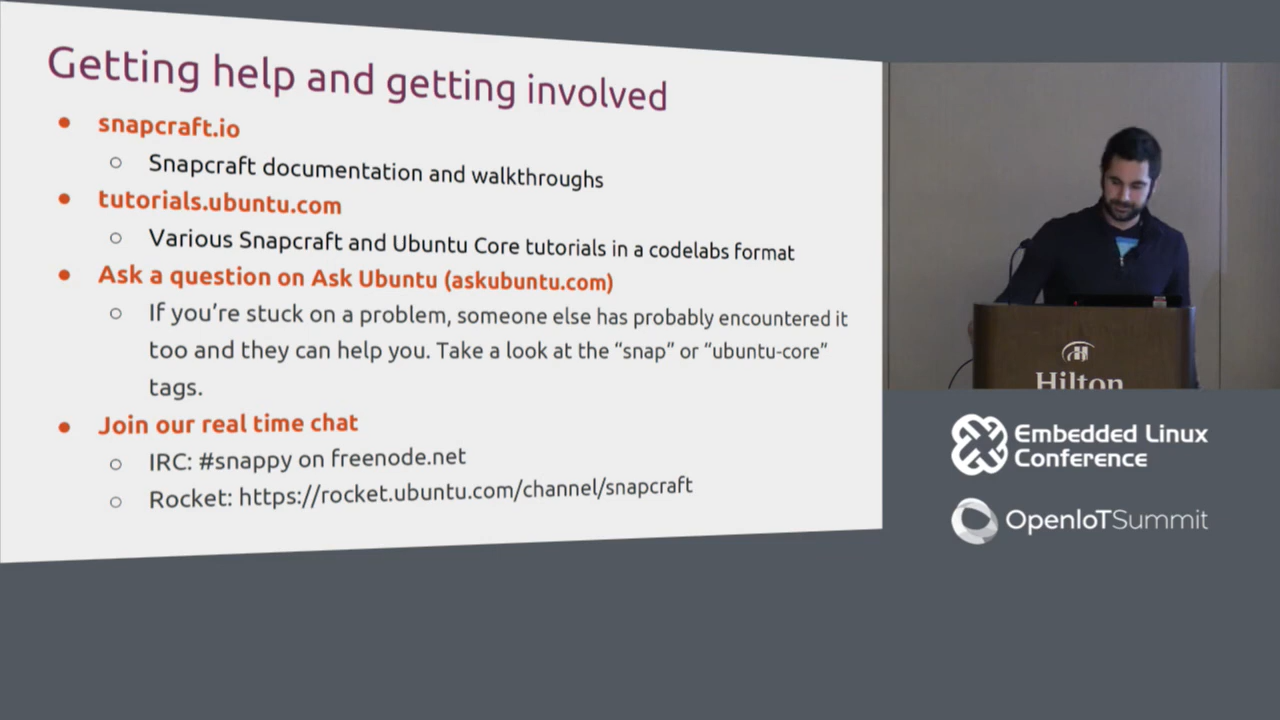 Getting help and getting involved
snapcraft.io
Snapcraft documentation and walkthroughs
tutorials.ubuntu.com
Various Snapcraft and Ubuntu Core tutorials in a codelabs format
Ask a question on Ask Ubuntu (askubuntu.com)
If you’re stuck on a problem, someone else has probably encountered it
too and they can help you. Take a look at the “snap” or “ubuntu-core”
tags.
Join our real time chat
IRC: #snappy on freenode.net
Rocket: https://rocket.ubuntu.com/channel/snapcraft
H
Hilton
Embedded Linux
Conference
OpenIoTSummit